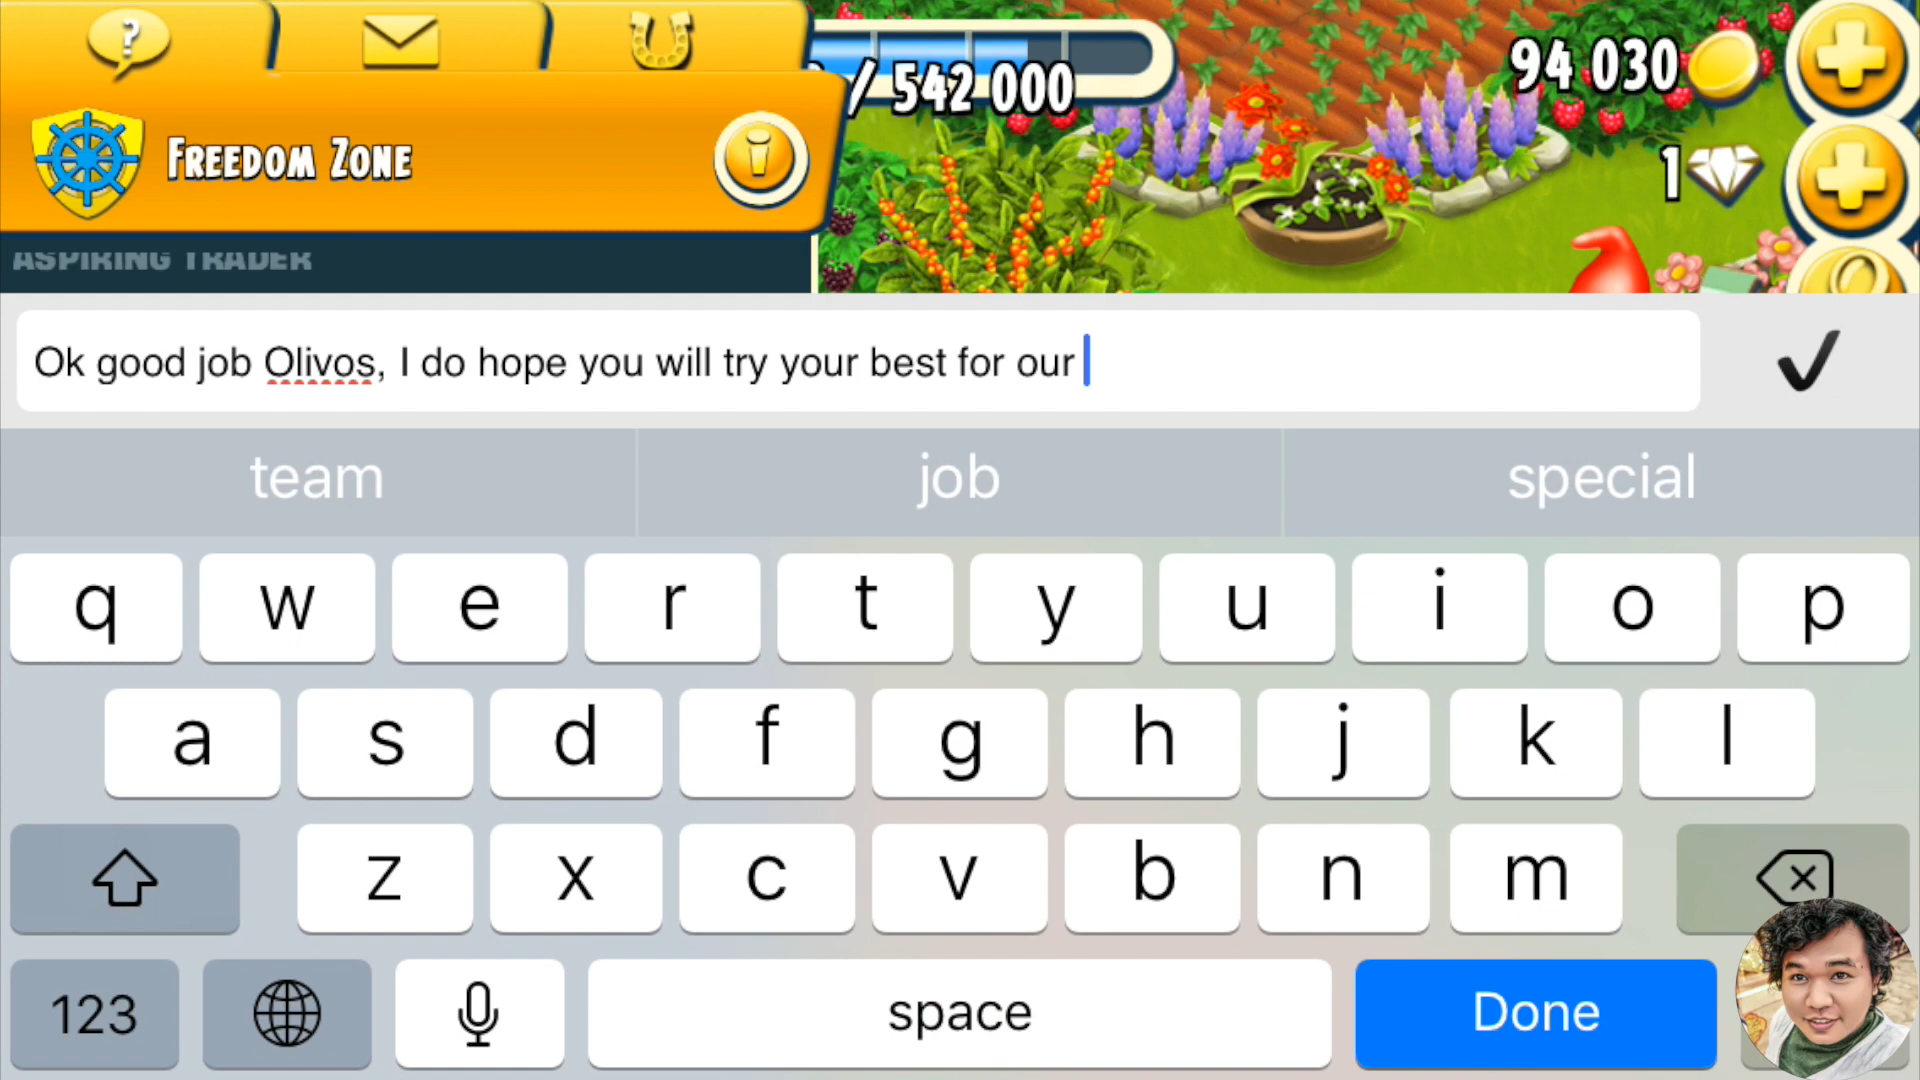 ?
/ 542 000
94 030
FREEDOM ZONE
i
1
ASPIRING TRADER
Ok good job Olivos, I do hope you will try your best for our
team job special
q w e r t y u i o p
a s d f g h j k l
z x c v b n m
123 space Done